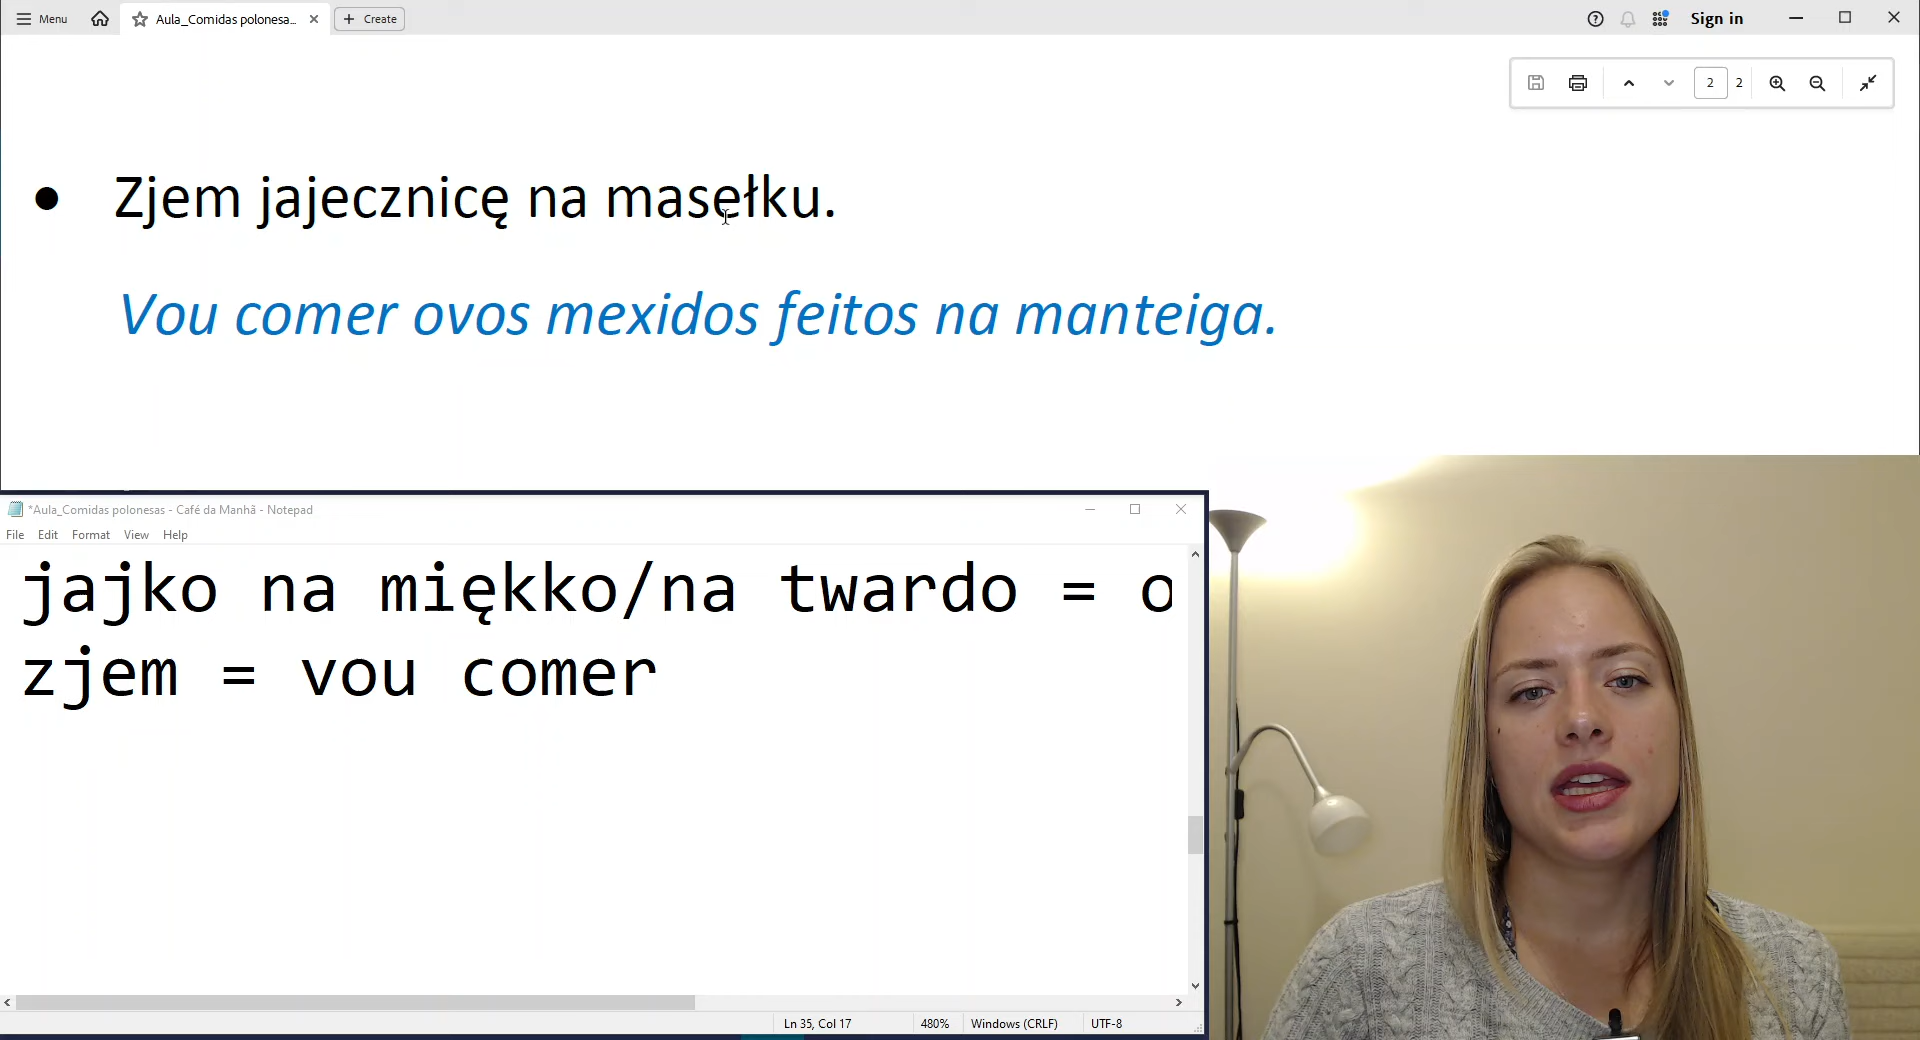 Menu
Aula_Comidas polonesa...
Create
Sign in
2 2
Zjem jajecznicę na masełku.
Vou comer ovos mexidos feitos na manteiga.
*Aula_Comidas polonesas - Café da Manhã - Notepad
File Edit Format View Help
jajko na miękko/na twardo = o
zjem = vou comer
Ln 35, Col 17 480% Windows (CRLF) UTF-8